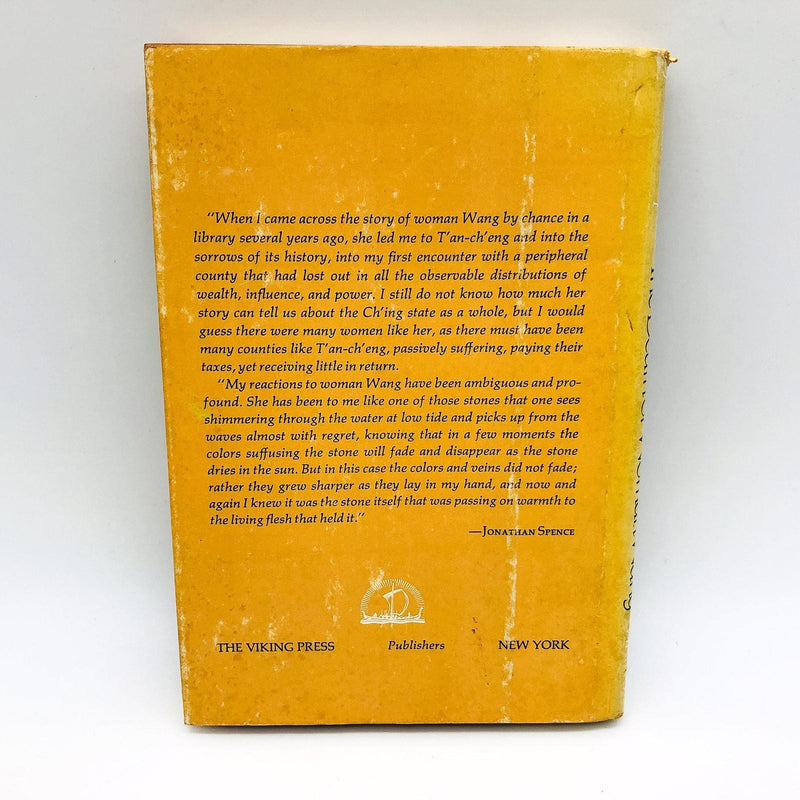 "When I came across the story of woman Wang by chance in a
library several years ago, she led me to T'an-ch'eng and into the
sorrows of its history, into my first encounter with a peripheral
county that had lost out in all the observable distributions of
wealth, influence, and power. I still do not know how much her
story can tell us about the Ch'ing state as a whole, but I would
guess there were many women like her, as there must have been
many counties like T'an-ch'eng, passively suffering, paying their
taxes, yet receiving little in return.
"My reactions to woman Wang have been ambiguous and pro-
found. She has been to me like one of those stones that one sees
shimmering through the water at low tide and picks up from the
waves almost with regret, knowing that in a few moments the
colors suffusing the stone will fade and disappear as the stone
dries in the sun. But in this case the colors and veins did not fade;
rather they grew sharper as they lay in my hand, and now and
again I knew it was the stone itself that was passing on warmth to
the living flesh that held it."
—JONATHAN SPENCE
THE VIKING PRESS Publishers NEW YORK